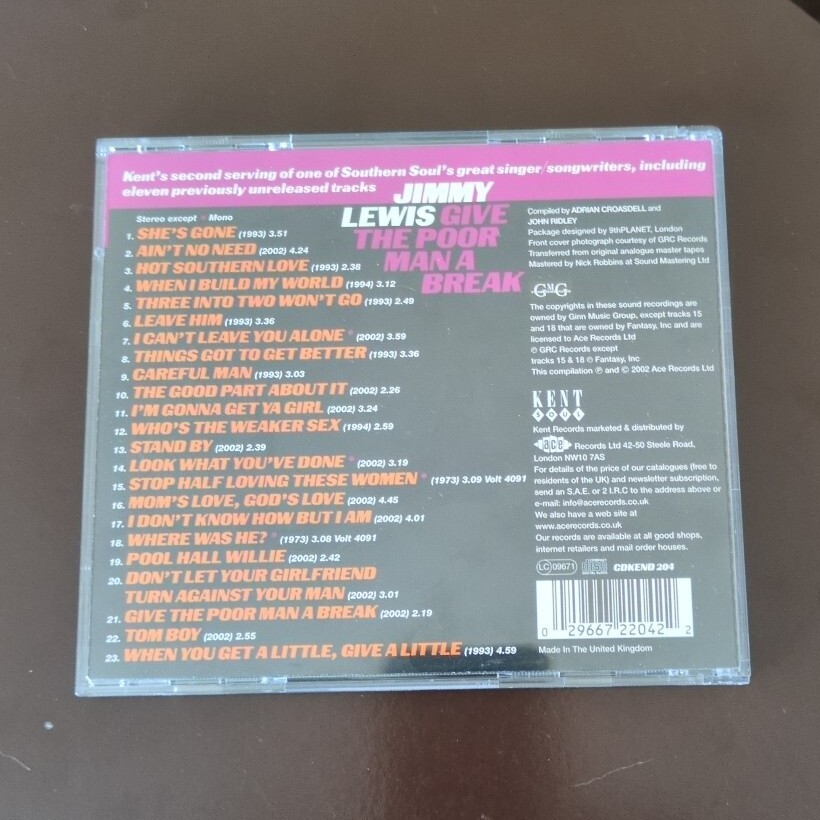 Kent's second serving of one of Southern Soul's great singer/songwriters, including
eleven previously unreleased tracks
JIMMY
LEWIS GIVE
THE POOR
MAN A
BREAK
Stereo except * Mono
1. SHE'S GONE (1993) 3.51
2. AIN'T NO NEED (2002) 4.24
3. HOT SOUTHERN LOVE (1993) 2.38
4. WHEN I BUILD MY WORLD (1994) 3.12
5. THREE INTO TWO WON'T GO (1993) 2.49
6. LEAVE HIM (1993) 3.36
7. I CAN'T LEAVE YOU ALONE * (2002) 3.59
8. THINGS GOT TO GET BETTER (1993) 3.36
9. CAREFUL MAN (1993) 3.03
10. THE GOOD PART ABOUT IT (2002) 2.26
11. I'M GONNA GET YA GIRL (2002) 3.24
12. WHO'S THE WEAKER SEX (1994) 2.59
13. STAND BY (2002) 2.39
14. LOOK WHAT YOU'VE DONE * (2002) 3.19
15. STOP HALF LOVING THESE WOMEN * (1973) 3.09 Volt 4091
16. MOM'S LOVE, GOD'S LOVE (2002) 4.45
17. I DON'T KNOW HOW BUT I AM (2002) 4.01
18. WHERE WAS HE? * (1973) 3.08 Volt 4091
19. POOL HALL WILLIE (2002) 2.42
20. DON'T LET YOUR GIRLFRIEND
TURN AGAINST YOUR MAN (2002) 3.01
21. GIVE THE POOR MAN A BREAK (2002) 2.19
22. TOM BOY (2002) 2.55
23. WHEN YOU GET A LITTLE, GIVE A LITTLE (1993) 4.59
Compiled by ADRIAN CROASDELL and
JOHN RIDLEY
Package designed by 9thPLANET, London
Front cover photograph courtesy of GRC Records
Transferred from original analogue master tapes
Mastered by Nick Robbins at Sound Mastering Ltd
GMG
The copyrights in these sound recordings are
owned by Ginn Music Group, except tracks 15
and 18 that are owned by Fantasy, Inc and are
licensed to Ace Records Ltd
℗ GRC Records except
tracks 15 & 18 ℗ Fantasy, Inc
This compilation ℗ and © 2002 Ace Records Ltd
KENT
SOUL
Kent Records marketed & distributed by
ace Records Ltd 42-50 Steele Road,
London NW10 7AS
For details of the price of our catalogues (free to
residents of the UK) and newsletter subscription,
send an S.A.E. or 2 I.R.C to the address above or
e-mail: info@acerecords.co.uk
We also have a web site at
www.acerecords.co.uk
Our records are available at all good shops,
internet retailers and mail order houses.
LC 09671 CDKEND 204
0 29667 22042 2
Made In The United Kingdom